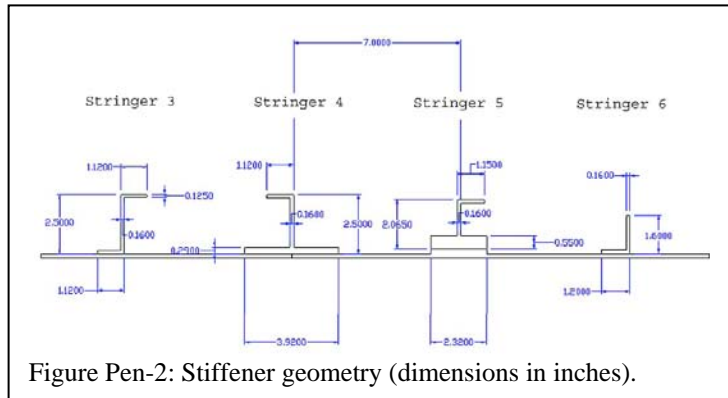 7.0000
Stringer 3 Stringer 4 Stringer 5 Stringer 6
1.1200 1.1200 1.1500 0.1600
0.1250
2.5000 0.1600 0.1600 2.5000 2.0650 0.1600 1.6000
0.2900 0.5500
1.1200 1.2000
3.9200 2.3200
Figure Pen-2: Stiffener geometry (dimensions in inches).